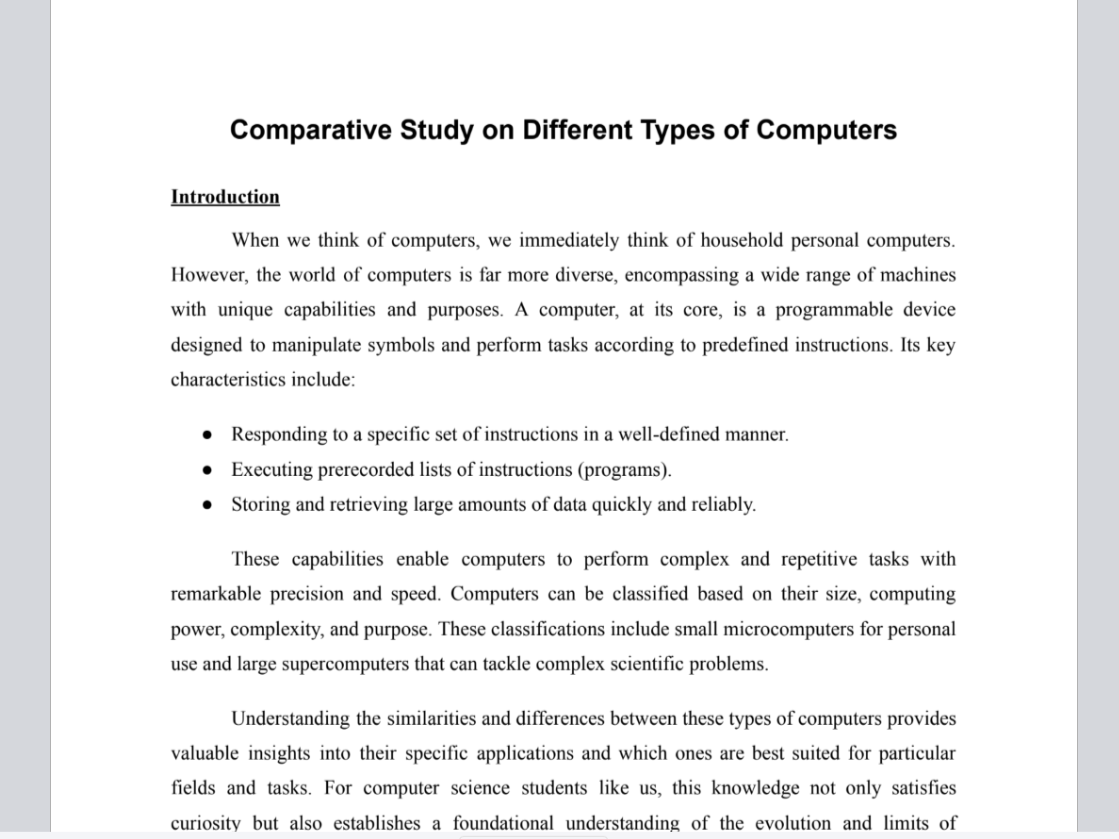 Comparative Study on Different Types of Computers
Introduction
When we think of computers, we immediately think of household personal computers.
However, the world of computers is far more diverse, encompassing a wide range of machines
with unique capabilities and purposes. A computer, at its core, is a programmable device
designed to manipulate symbols and perform tasks according to predefined instructions. Its key
characteristics include:
● Responding to a specific set of instructions in a well-defined manner.
● Executing prerecorded lists of instructions (programs).
● Storing and retrieving large amounts of data quickly and reliably.
These capabilities enable computers to perform complex and repetitive tasks with
remarkable precision and speed. Computers can be classified based on their size, computing
power, complexity, and purpose. These classifications include small microcomputers for personal
use and large supercomputers that can tackle complex scientific problems.
Understanding the similarities and differences between these types of computers provides
valuable insights into their specific applications and which ones are best suited for particular
fields and tasks. For computer science students like us, this knowledge not only satisfies
curiosity but also establishes a foundational understanding of the evolution and limits of